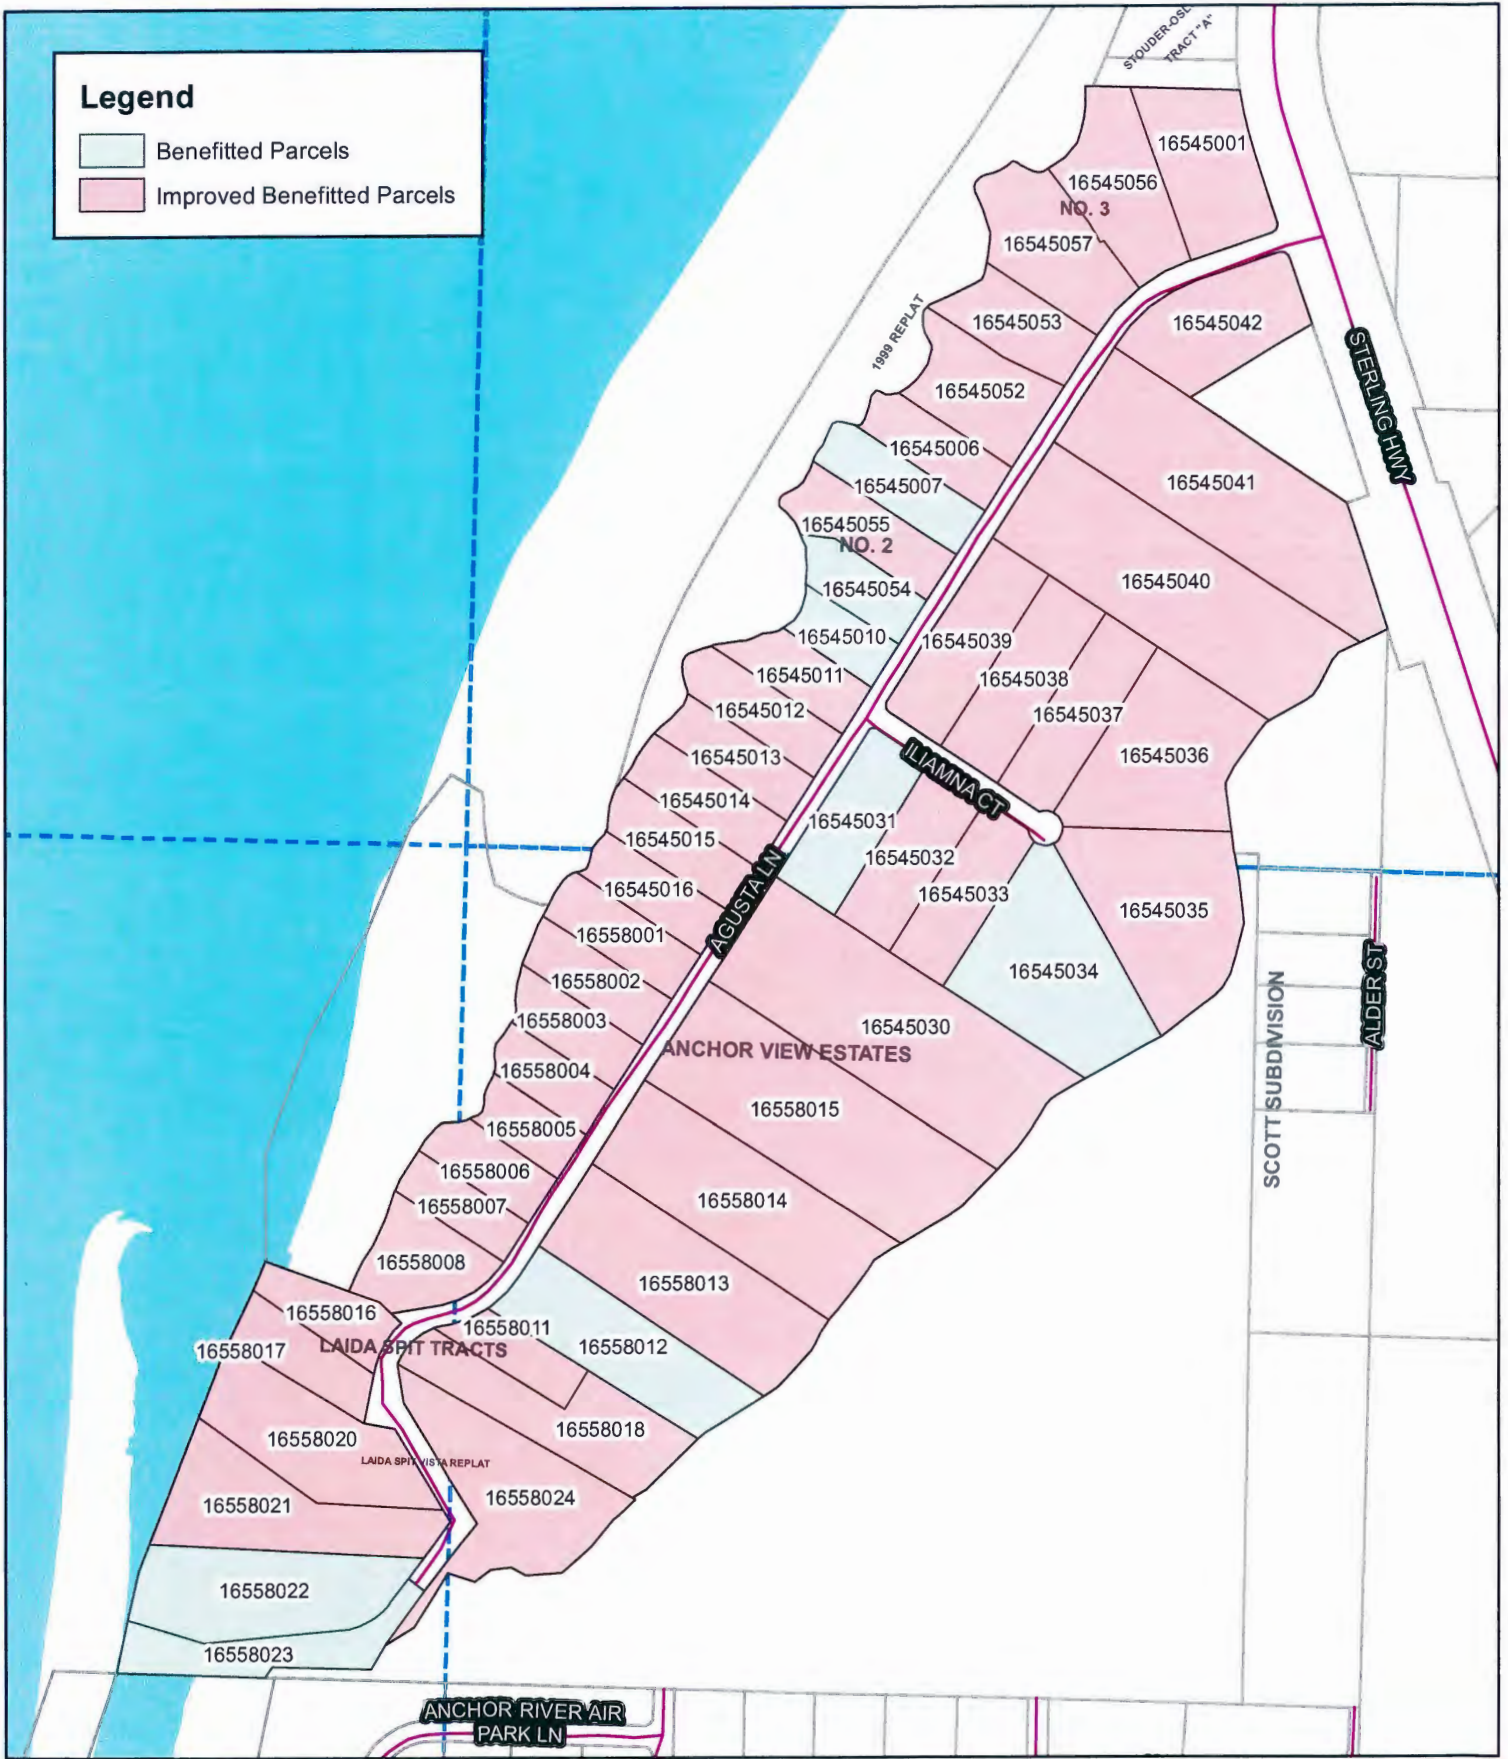 Legend
Benefitted Parcels
Improved Benefitted Parcels
STOUDER-OSL
TRACT "A"
16545001
16545056
NO. 3
16545057
16545053
16545042
1999 REPLAT
16545052
STERLING HWY
16545006
16545041
16545007
16545055
NO. 2
16545040
16545054
16545010
16545039
16545011
16545038
16545012
16545037
16545036
16545013
ILIAMNA CT
16545014
16545031
16545015
16545032
16545016
AGUSTA LN
16545033
16545035
16558001
16545034
16558002
ALDER ST
16558003
16545030
ANCHOR VIEW ESTATES
SCOTT SUBDIVISION
16558004
16558015
16558005
16558006
16558014
16558007
16558008
16558013
16558016
16558011
16558017
LAIDA SPIT TRACTS
16558012
16558018
16558020
LAIDA SPIT VISTA REPLAT
16558021
16558024
16558022
16558023
ANCHOR RIVER AIR
PARK LN